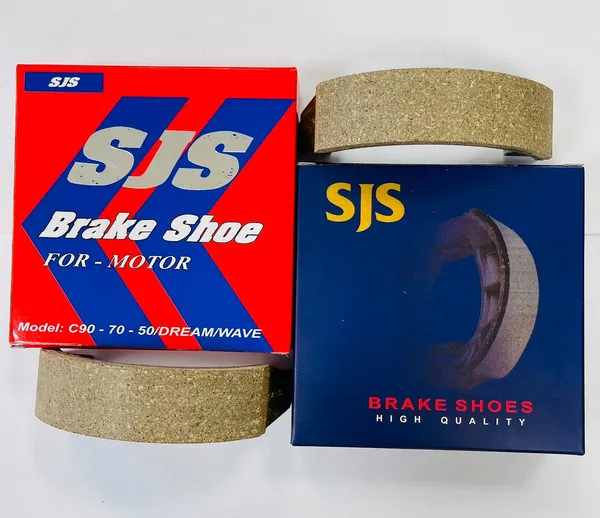 SJS
SJS
Brake Shoe
FOR - MOTOR
Model: C90 - 70 - 50/DREAM/WAVE
SJS
BRAKE SHOES
HIGH QUALITY